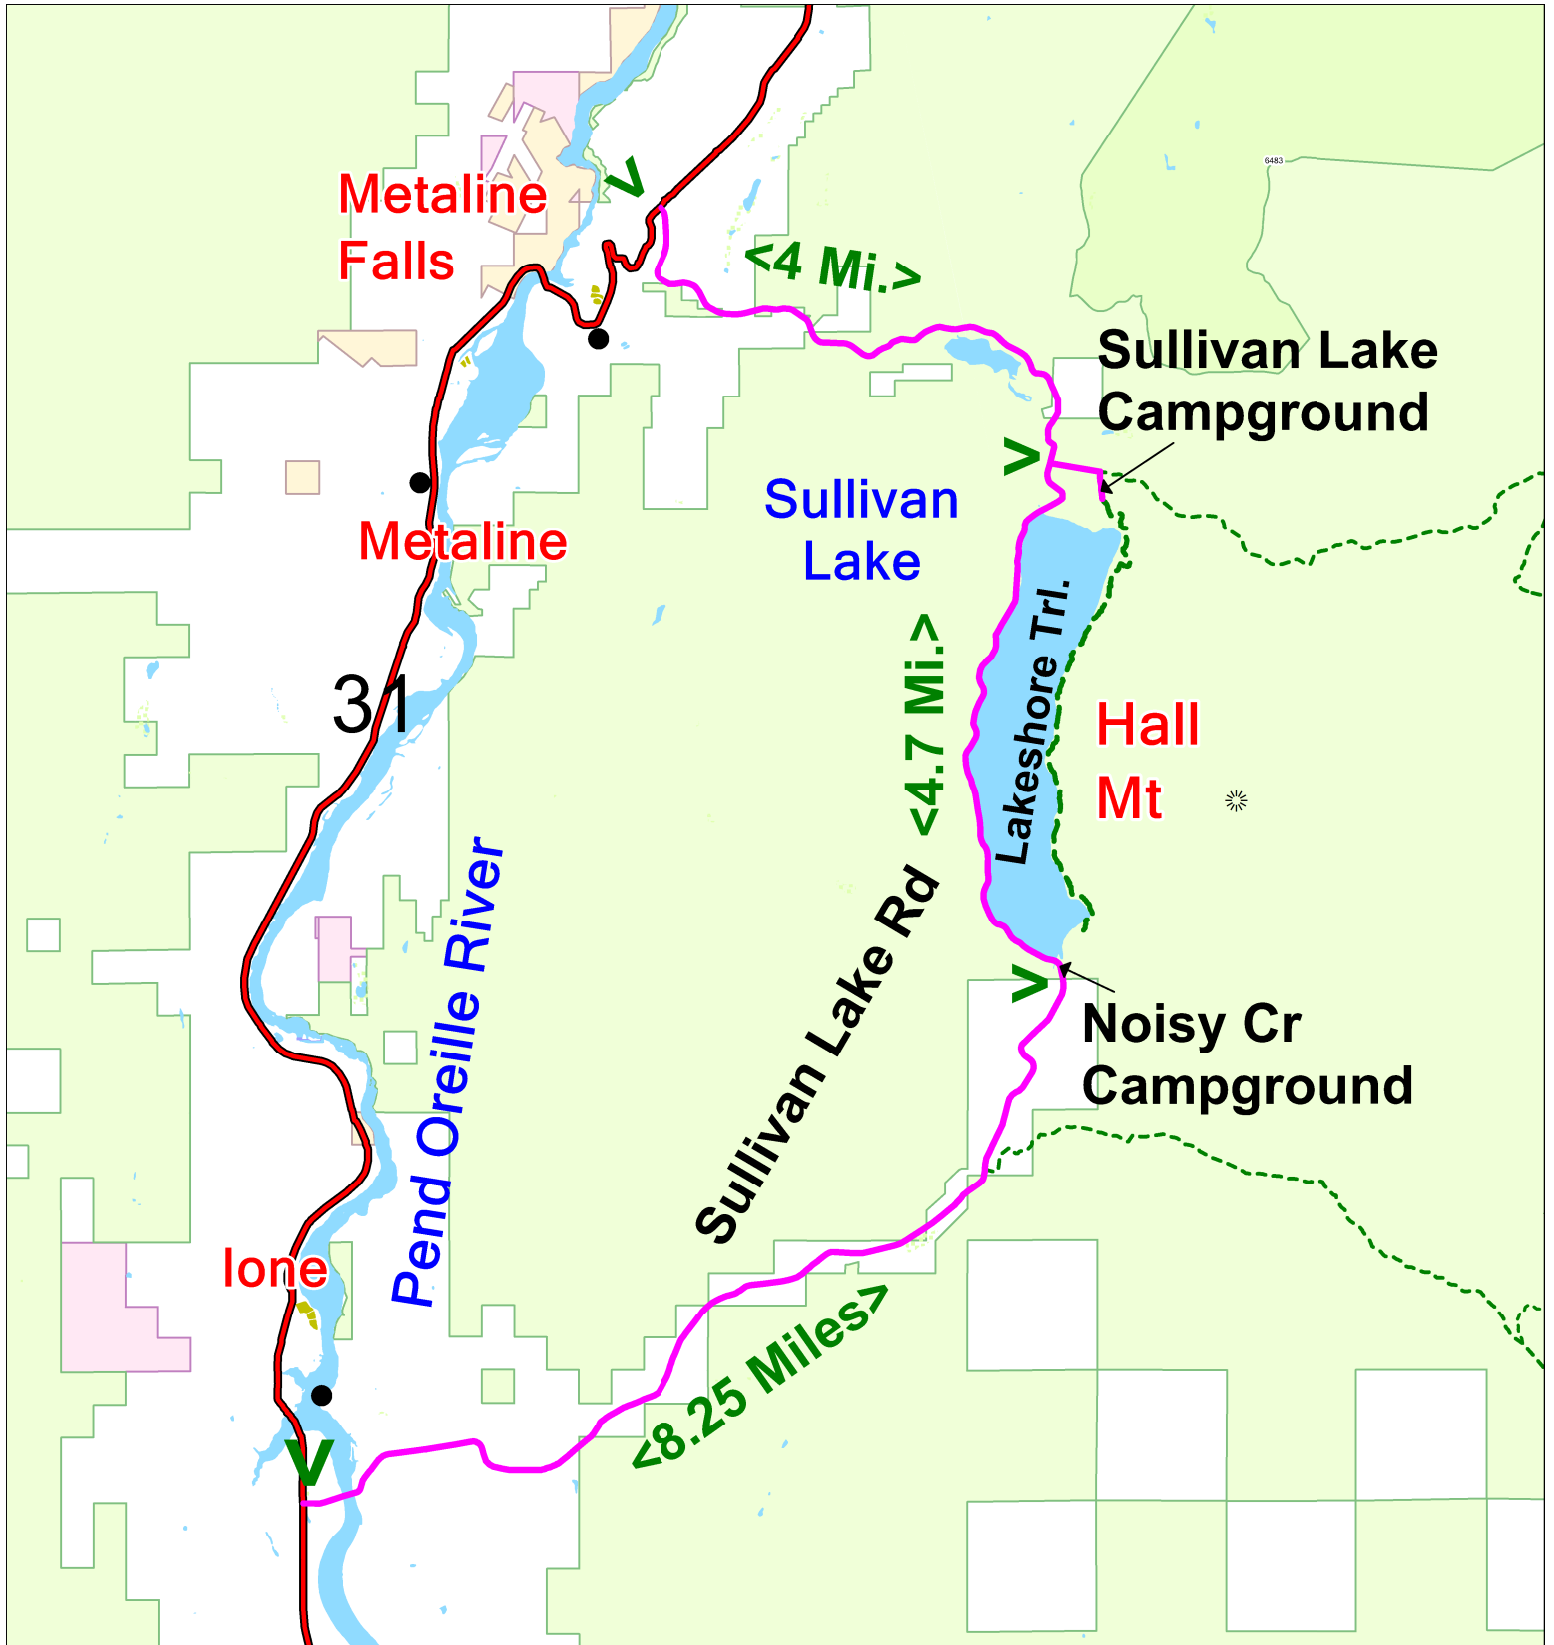 6483
Metaline
Falls
<4 Mi.>
Sullivan Lake
Campground
Sullivan
Lake
Metaline
<4.7 Mi.>
Lakeshore Trl.
31
Hall
Mt
Pend Oreille River
Sullivan Lake Rd
Noisy Cr
Campground
Ione
<8.25 Miles>